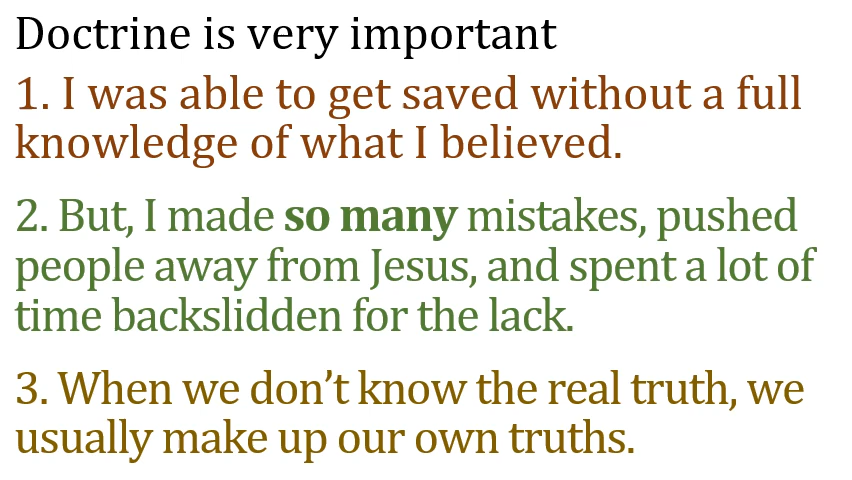 Doctrine is very important
1. I was able to get saved without a full
knowledge of what I believed.
2. But, I made so many mistakes, pushed
people away from Jesus, and spent a lot of
time backslidden for the lack.
3. When we don’t know the real truth, we
usually make up our own truths.